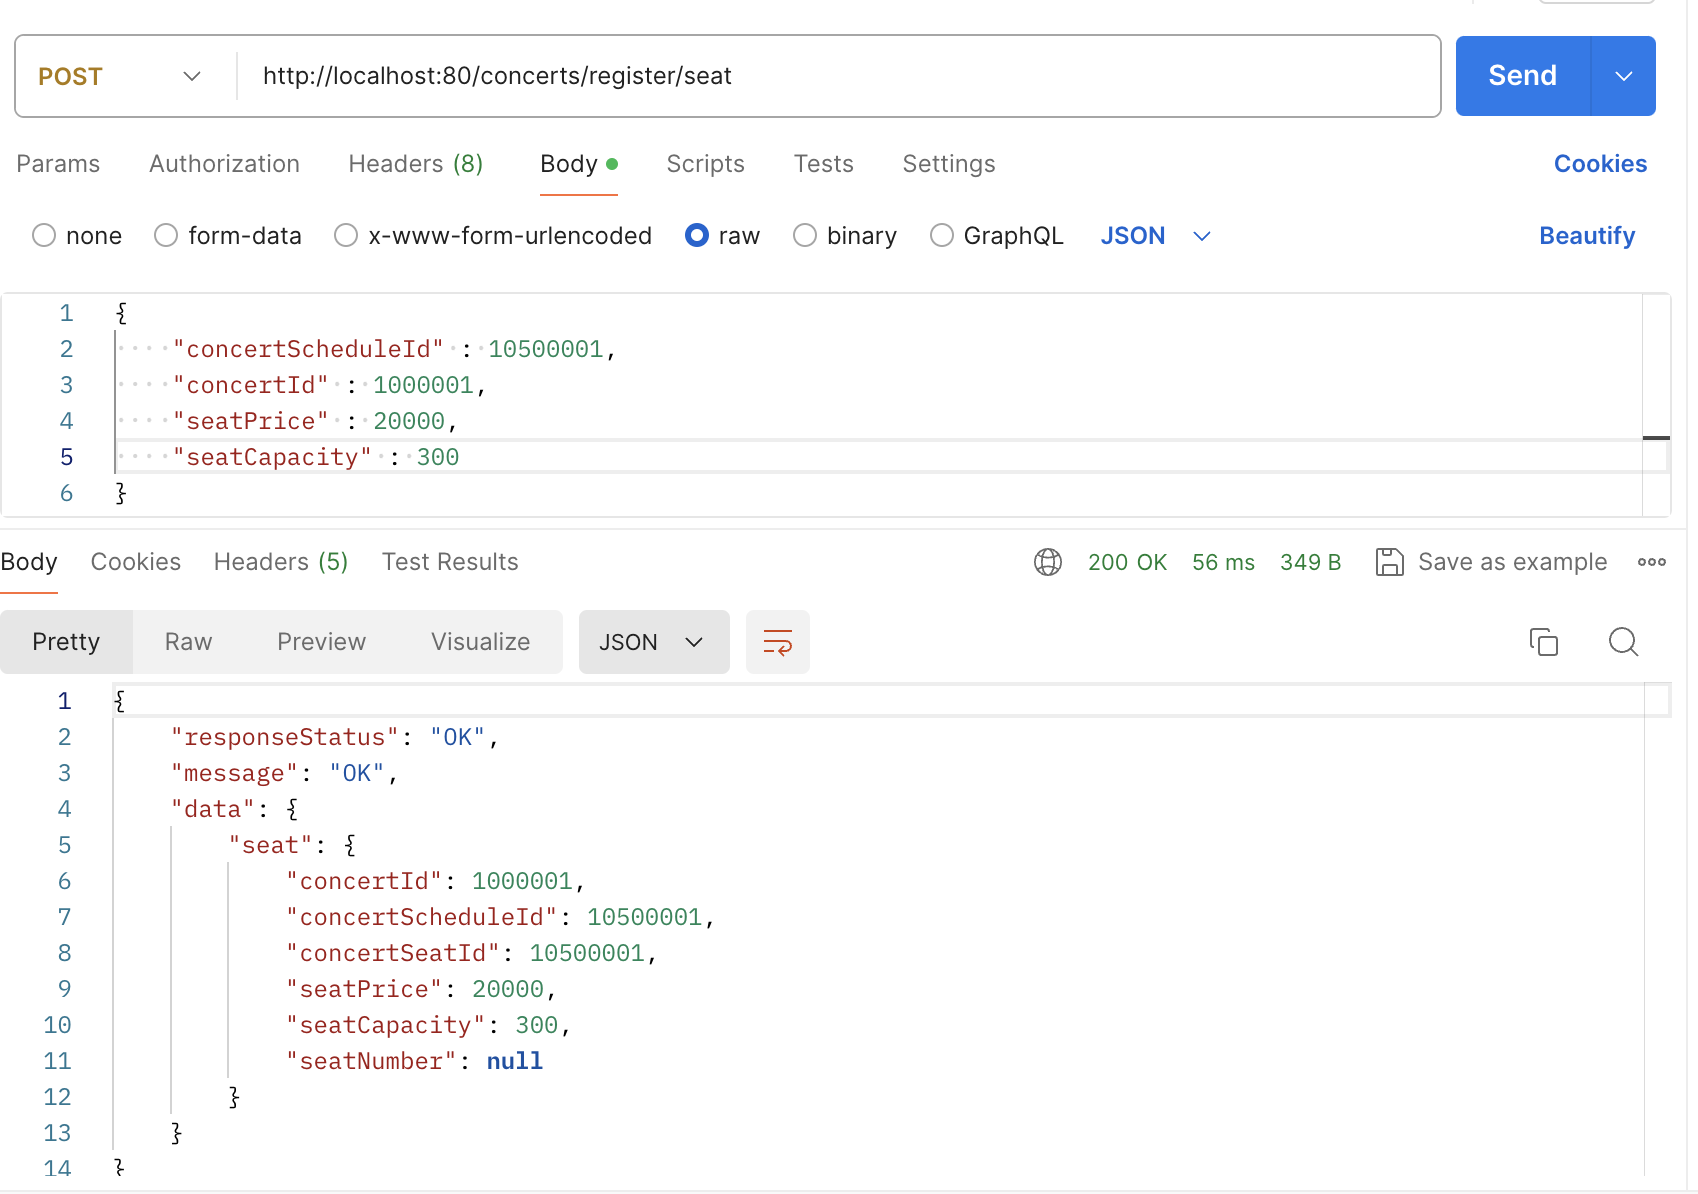 POST http://localhost:80/concerts/register/seat Send
Params Authorization Headers (8) Body Scripts Tests Settings Cookies
none form-data x-www-form-urlencoded raw binary GraphQL JSON Beautify
1 {
2 "concertScheduleId" : 10500001,
3 "concertId" : 1000001,
4 "seatPrice" : 20000,
5 "seatCapacity" : 300
6 }
Body Cookies Headers (5) Test Results 200 OK 56 ms 349 B Save as example
Pretty Raw Preview Visualize JSON
1 {
2 "responseStatus": "OK",
3 "message": "OK",
4 "data": {
5 "seat": {
6 "concertId": 1000001,
7 "concertScheduleId": 10500001,
8 "concertSeatId": 10500001,
9 "seatPrice": 20000,
10 "seatCapacity": 300,
11 "seatNumber": null
12 }
13 }
14 }